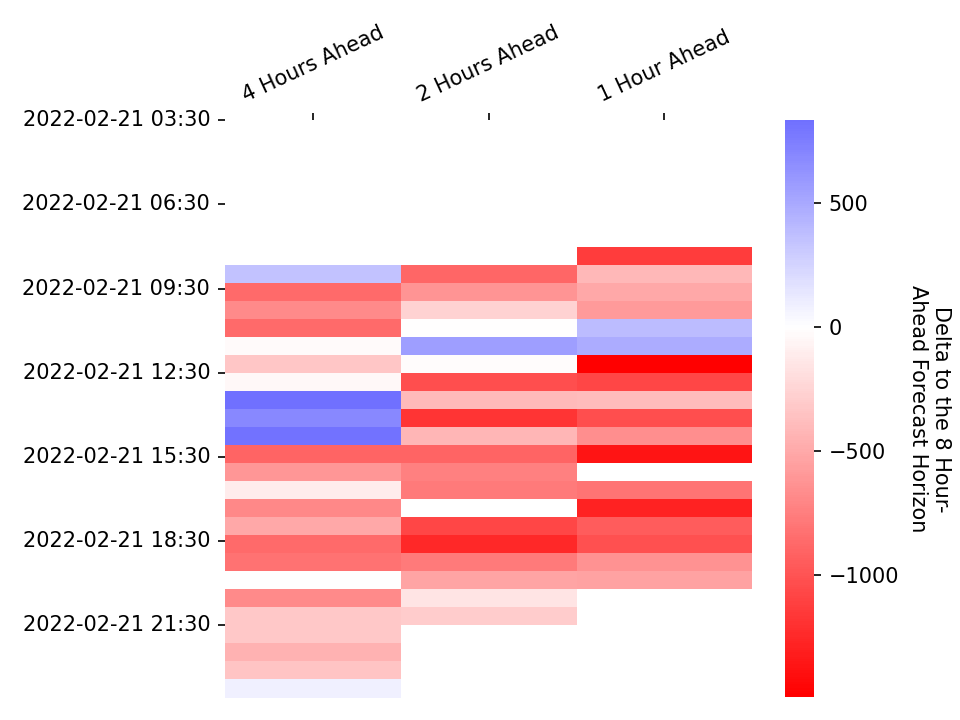 4 Hours Ahead
2 Hours Ahead
1 Hour Ahead
2022-02-21 03:30
2022-02-21 06:30
2022-02-21 09:30
2022-02-21 12:30
2022-02-21 15:30
2022-02-21 18:30
2022-02-21 21:30
500
0
−500
−1000
Delta to the 8 Hour-
Ahead Forecast Horizon